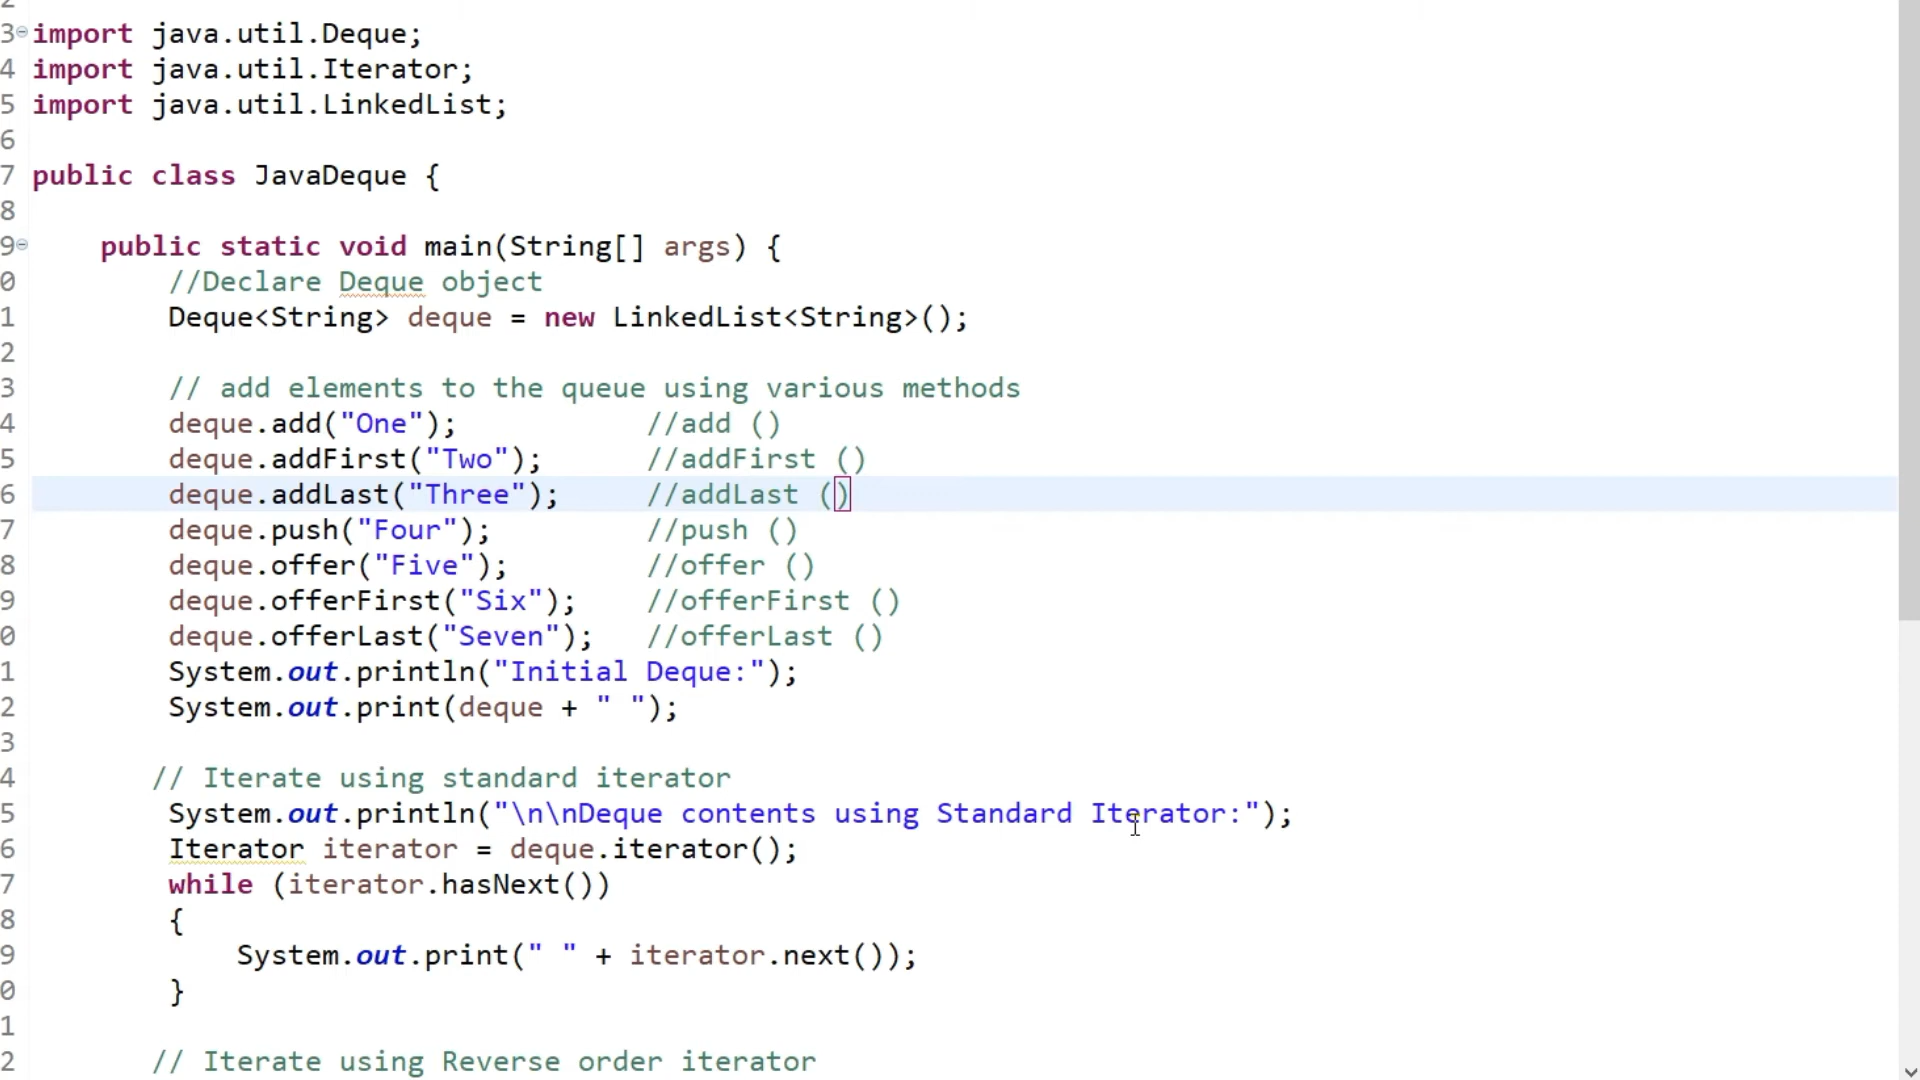 2
3 import java.util.Deque;
4 import java.util.Iterator;
5 import java.util.LinkedList;
6
7 public class JavaDeque {
8
9     public static void main(String[] args) {
0         //Declare Deque object
1         Deque<String> deque = new LinkedList<String>();
2
3         // add elements to the queue using various methods
4         deque.add("One");           //add ()
5         deque.addFirst("Two");      //addFirst ()
6         deque.addLast("Three");     //addLast ()
7         deque.push("Four");         //push ()
8         deque.offer("Five");        //offer ()
9         deque.offerFirst("Six");    //offerFirst ()
0         deque.offerLast("Seven");   //offerLast ()
1         System.out.println("Initial Deque:");
2         System.out.print(deque + " ");
3
4        // Iterate using standard iterator
5         System.out.println("\n\nDeque contents using Standard Iterator:");
6         Iterator iterator = deque.iterator();
7         while (iterator.hasNext())
8         {
9             System.out.print(" " + iterator.next());
0         }
1
2        // Iterate using Reverse order iterator